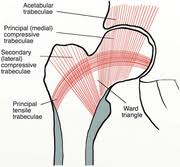 Acetabular
trabeculae
Principal (medial)
compressive
trabeculae
Secondary
(lateral)
compressive
trabeculae
Principal
tensile
trabeculae
Ward
triangle